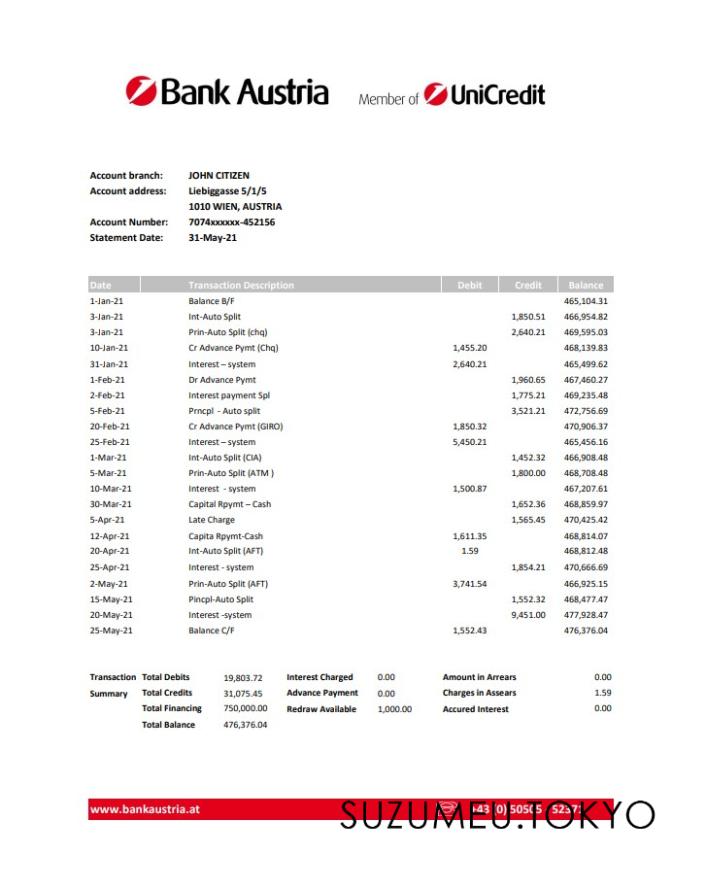 Bank Austria Member of UniCredit
Account branch: JOHN CITIZEN
Account address: Liebiggasse 5/1/5
1010 WIEN, AUSTRIA
Account Number: 7074xxxxxx-452156
Statement Date: 31-May-21
Date Transaction Description Debit Credit Balance
1-Jan-21 Balance B/F 465,104.31
3-Jan-21 Int-Auto Split 1,850.51 466,954.82
3-Jan-21 Prin-Auto Split (chq) 2,640.21 469,595.03
10-Jan-21 Cr Advance Pymt (Chq) 1,455.20 468,139.83
31-Jan-21 Interest – system 2,640.21 465,499.62
1-Feb-21 Dr Advance Pymt 1,960.65 467,460.27
2-Feb-21 Interest payment Spl 1,775.21 469,235.48
5-Feb-21 Prncpl - Auto split 3,521.21 472,756.69
20-Feb-21 Cr Advance Pymt (GIRO) 1,850.32 470,906.37
25-Feb-21 Interest – system 5,450.21 465,456.16
1-Mar-21 Int-Auto Split (CIA) 1,452.32 466,908.48
5-Mar-21 Prin-Auto Split (ATM ) 1,800.00 468,708.48
10-Mar-21 Interest - system 1,500.87 467,207.61
30-Mar-21 Capital Rpymt – Cash 1,652.36 468,859.97
5-Apr-21 Late Charge 1,565.45 470,425.42
12-Apr-21 Capita Rpymt-Cash 1,611.35 468,814.07
20-Apr-21 Int-Auto Split (AFT) 1.59 468,812.48
25-Apr-21 Interest - system 1,854.21 470,666.69
2-May-21 Prin-Auto Split (AFT) 3,741.54 466,925.15
15-May-21 Pincpl-Auto Split 1,552.32 468,477.47
20-May-21 Interest -system 9,451.00 477,928.47
25-May-21 Balance C/F 1,552.43 476,376.04
Transaction Total Debits 19,803.72 Interest Charged 0.00 Amount in Arrears 0.00
Summary Total Credits 31,075.45 Advance Payment 0.00 Charges in Assears 1.59
Total Financing 750,000.00 Redraw Available 1,000.00 Accured Interest 0.00
Total Balance 476,376.04
www.bankaustria.at +43 (0) 50505 - 5237
SUZUMEU.TOKYO